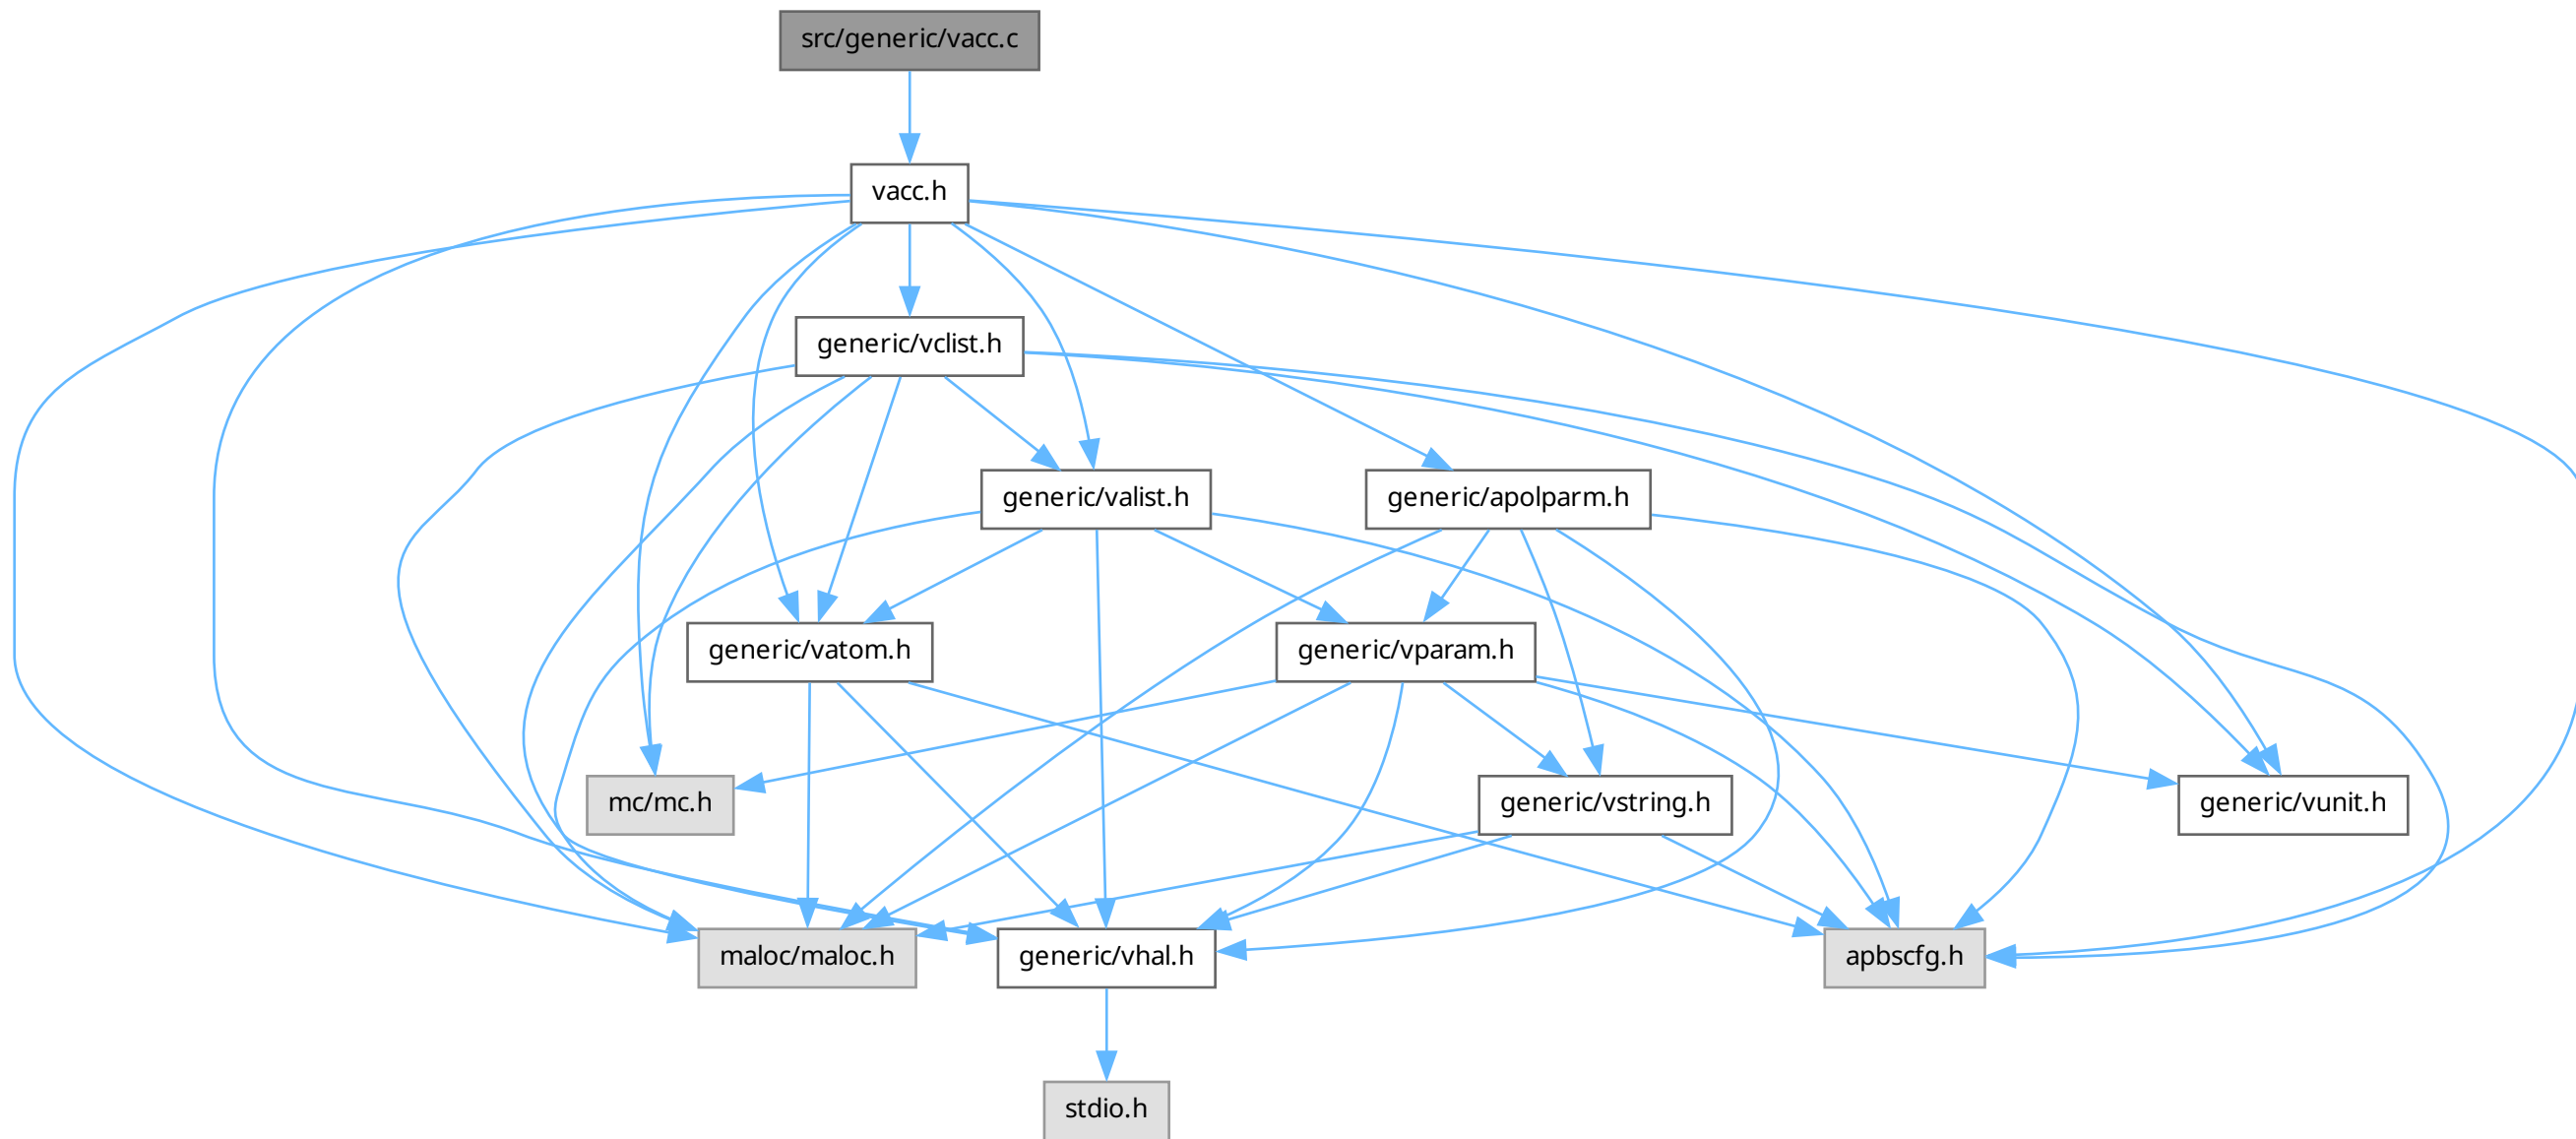 src/generic/vacc.c
vacc.h
generic/vclist.h
generic/valist.h
generic/apolparm.h
generic/vatom.h
generic/vparam.h
mc/mc.h
generic/vstring.h
generic/vunit.h
maloc/maloc.h
generic/vhal.h
apbscfg.h
stdio.h